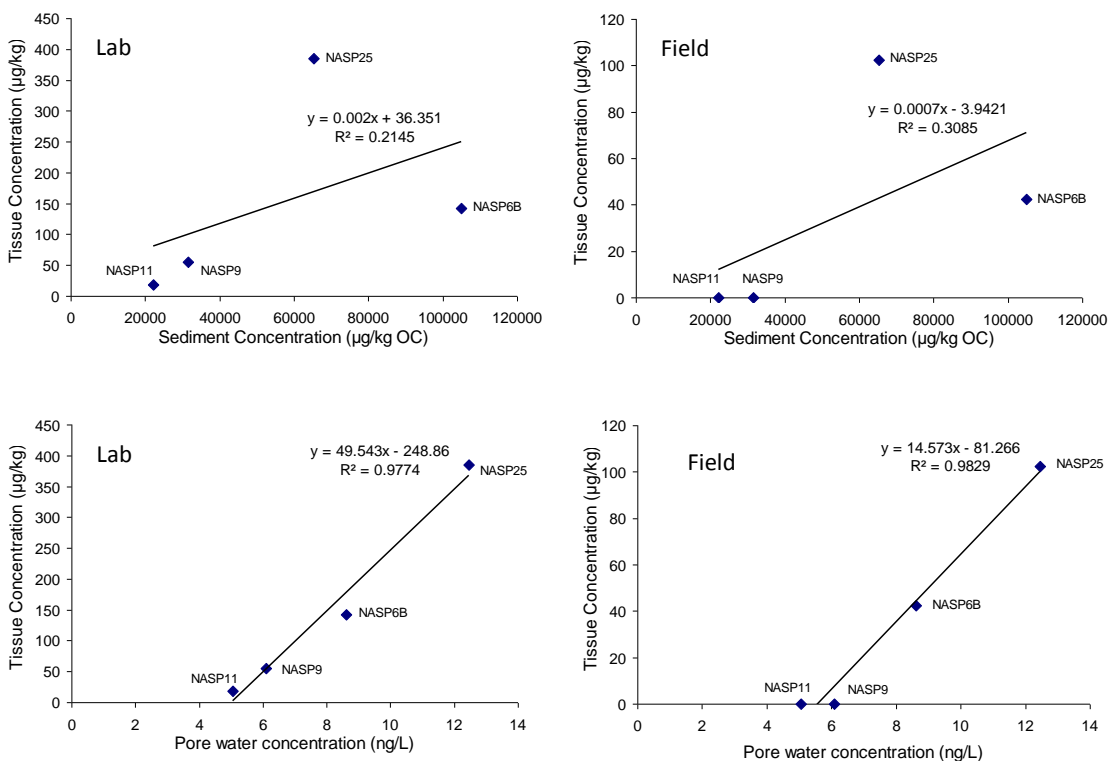 Lab
Tissue Concentration (µg/kg)
450
400
350
300
250
200
150
100
50
0
NASP25
y = 0.002x + 36.351
R² = 0.2145
NASP6B
NASP11
NASP9
0 20000 40000 60000 80000 100000 120000
Sediment Concentration (µg/kg OC)
Field
Tissue Concentration (µg/kg)
120
100
80
60
40
20
0
NASP25
y = 0.0007x - 3.9421
R² = 0.3085
NASP6B
NASP11
NASP9
0 20000 40000 60000 80000 100000 120000
Sediment Concentration (µg/kg OC)
Lab
Tissue Concentration (µg/kg)
450
400
350
300
250
200
150
100
50
0
y = 49.543x - 248.86
R² = 0.9774
NASP25
NASP6B
NASP9
NASP11
0 2 4 6 8 10 12 14
Pore water concentration (ng/L)
Field
Tissue Concentration (µg/kg)
120
100
80
60
40
20
0
y = 14.573x - 81.266
R² = 0.9829
NASP25
NASP6B
NASP11
NASP9
0 2 4 6 8 10 12 14
Pore water concentration (ng/L)